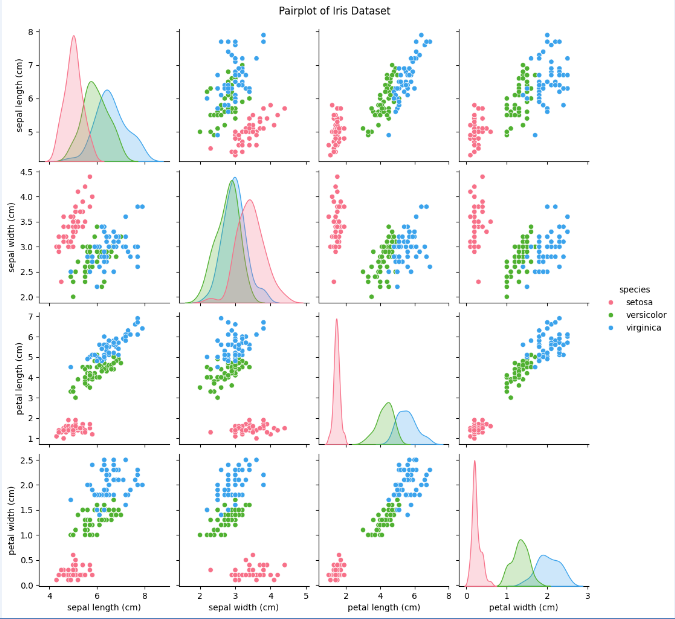 Pairplot of Iris Dataset
8
7
6
5
sepal length (cm)
4.5
4.0
3.5
3.0
2.5
2.0
sepal width (cm)
species
setosa
versicolor
virginica
7
6
5
4
3
2
1
petal length (cm)
2.5
2.0
1.5
1.0
0.5
0.0
petal width (cm)
4 6 8 2 3 4 5 2 4 6 8 0 1 2 3
sepal length (cm) sepal width (cm) petal length (cm) petal width (cm)